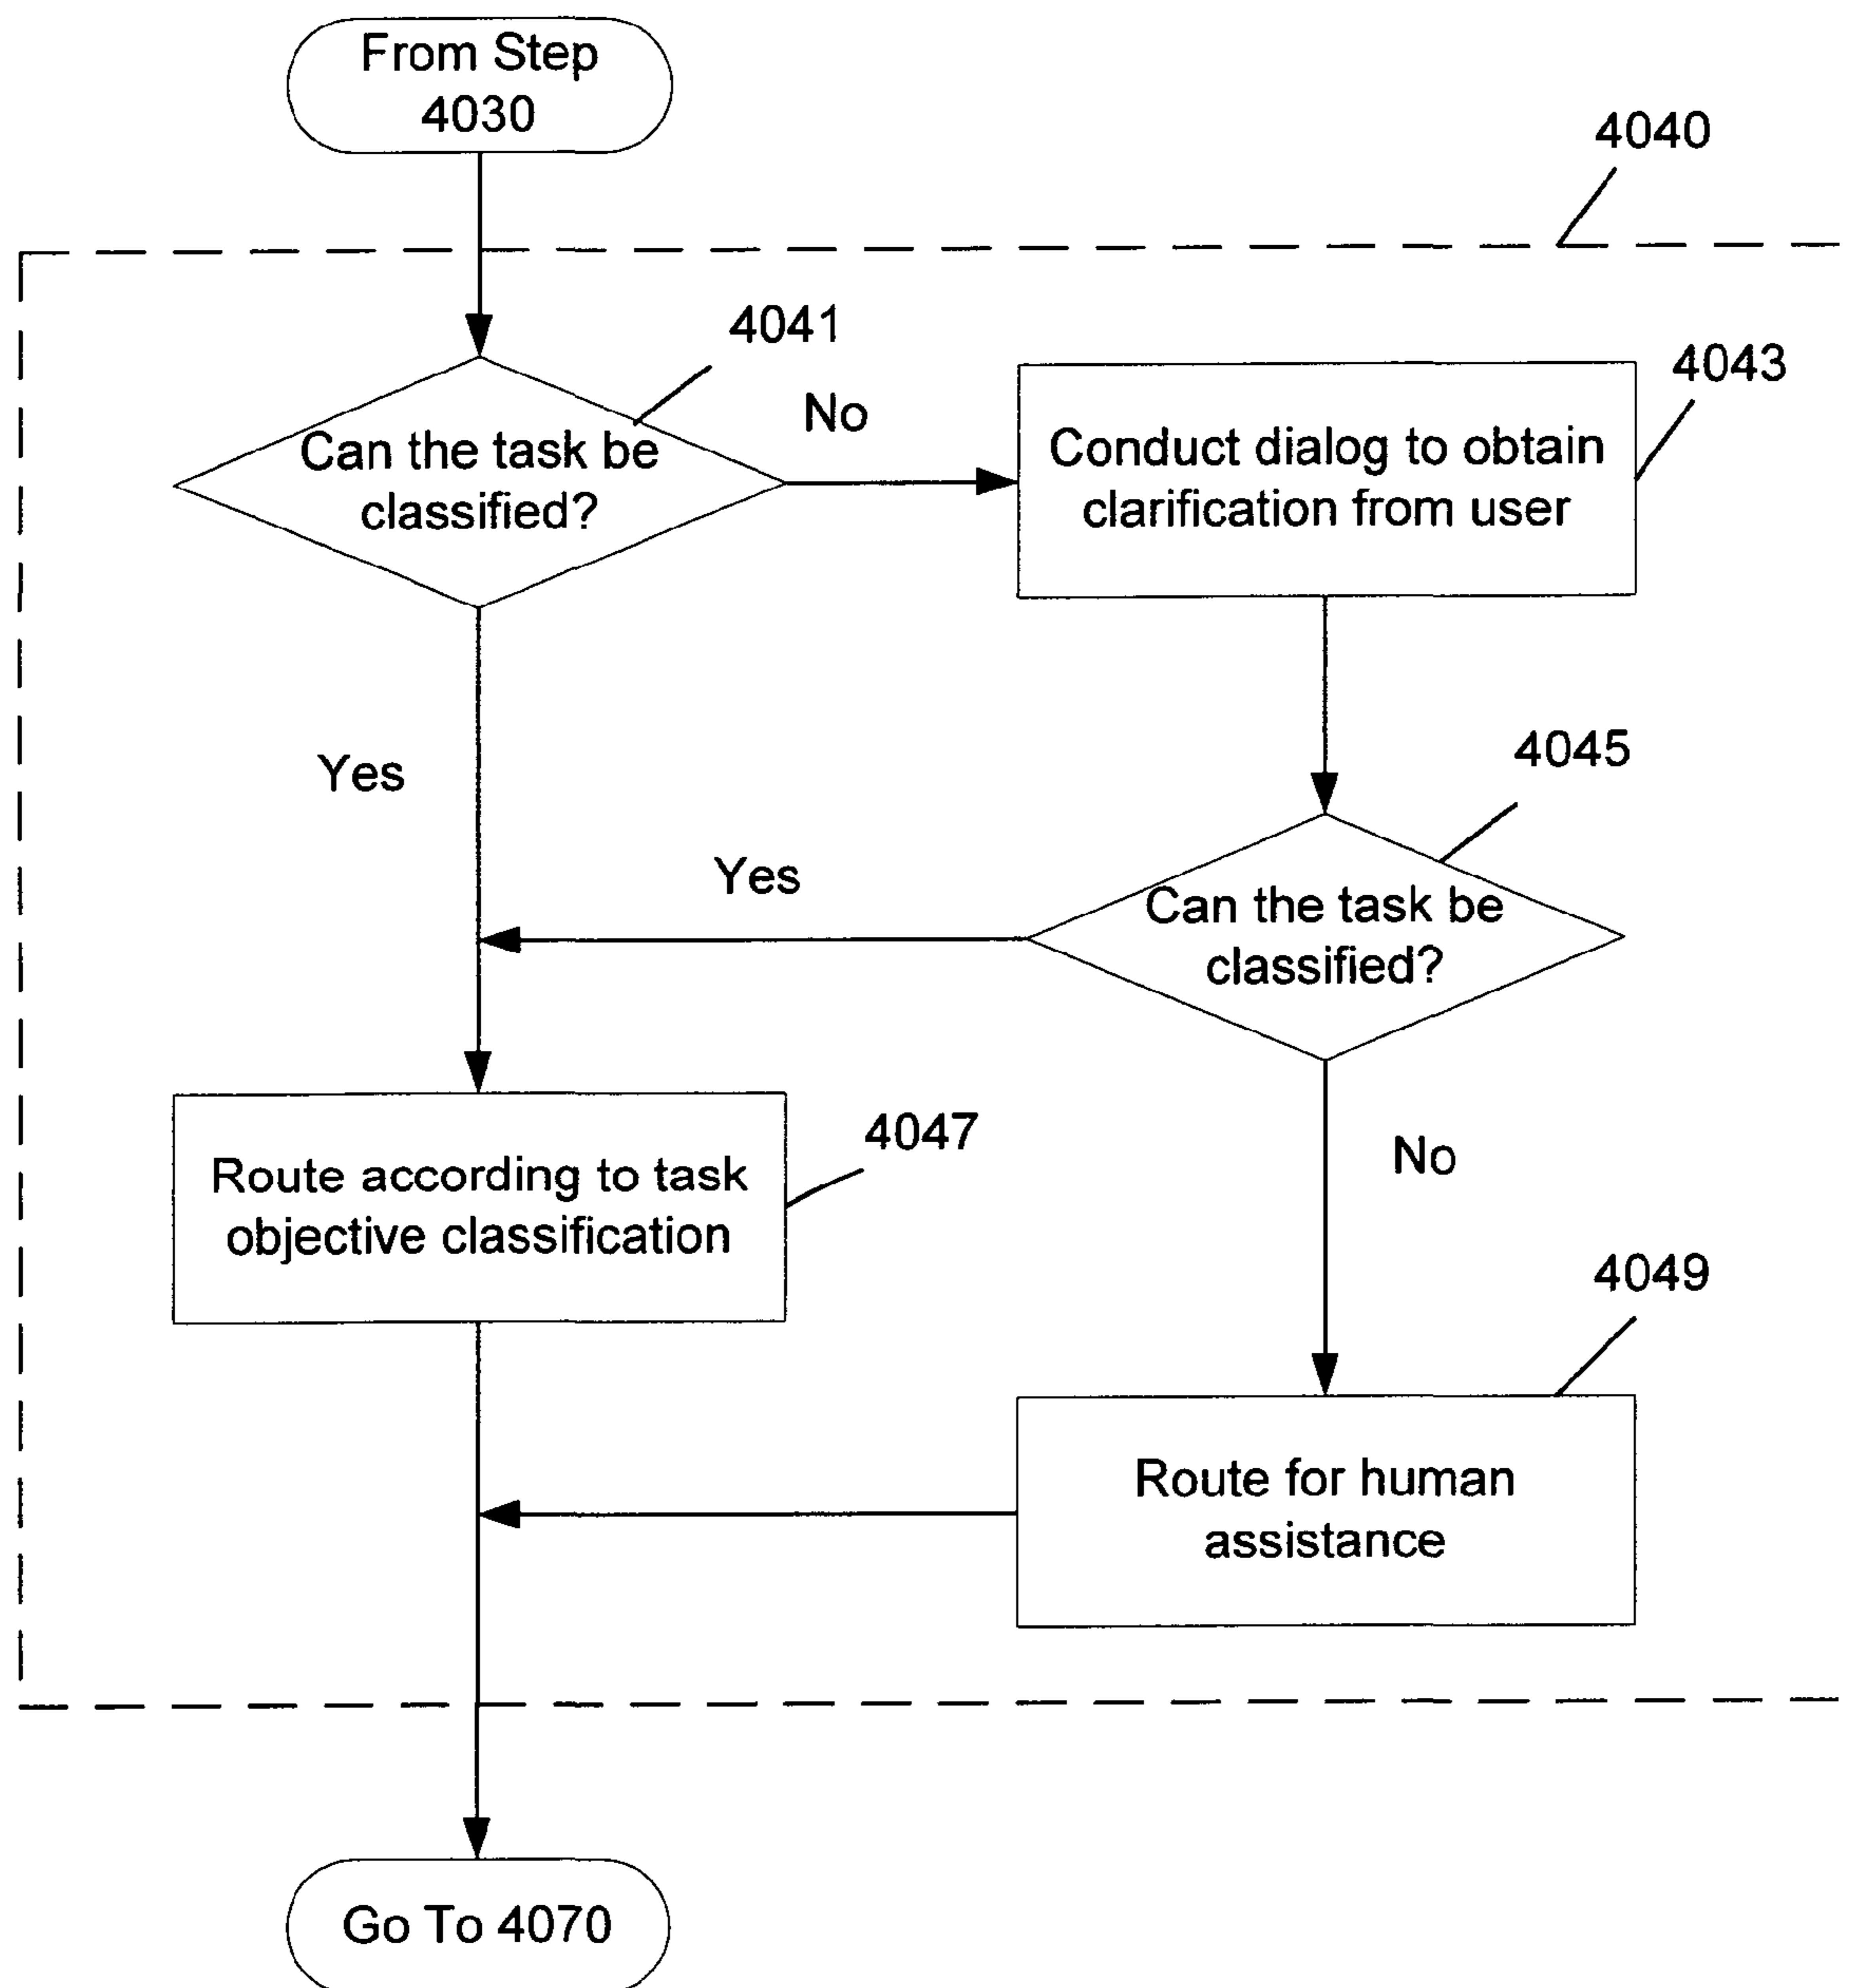 From Step
4030
4040
4041
No
4043
Can the task be
classified?
Conduct dialog to obtain
clarification from user
Yes
4045
Yes
Can the task be
classified?
4047
No
Route according to task
objective classification
4049
Route for human
assistance
Go To 4070